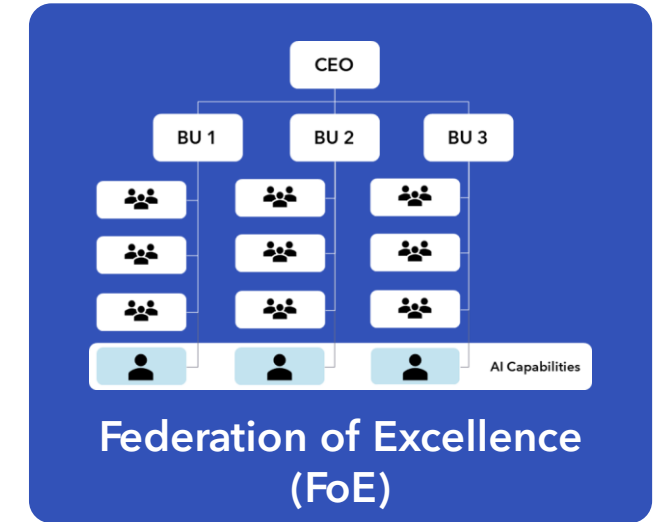 CEO
BU 1
BU 2
BU 3
AI Capabilities
Federation of Excellence
(FoE)